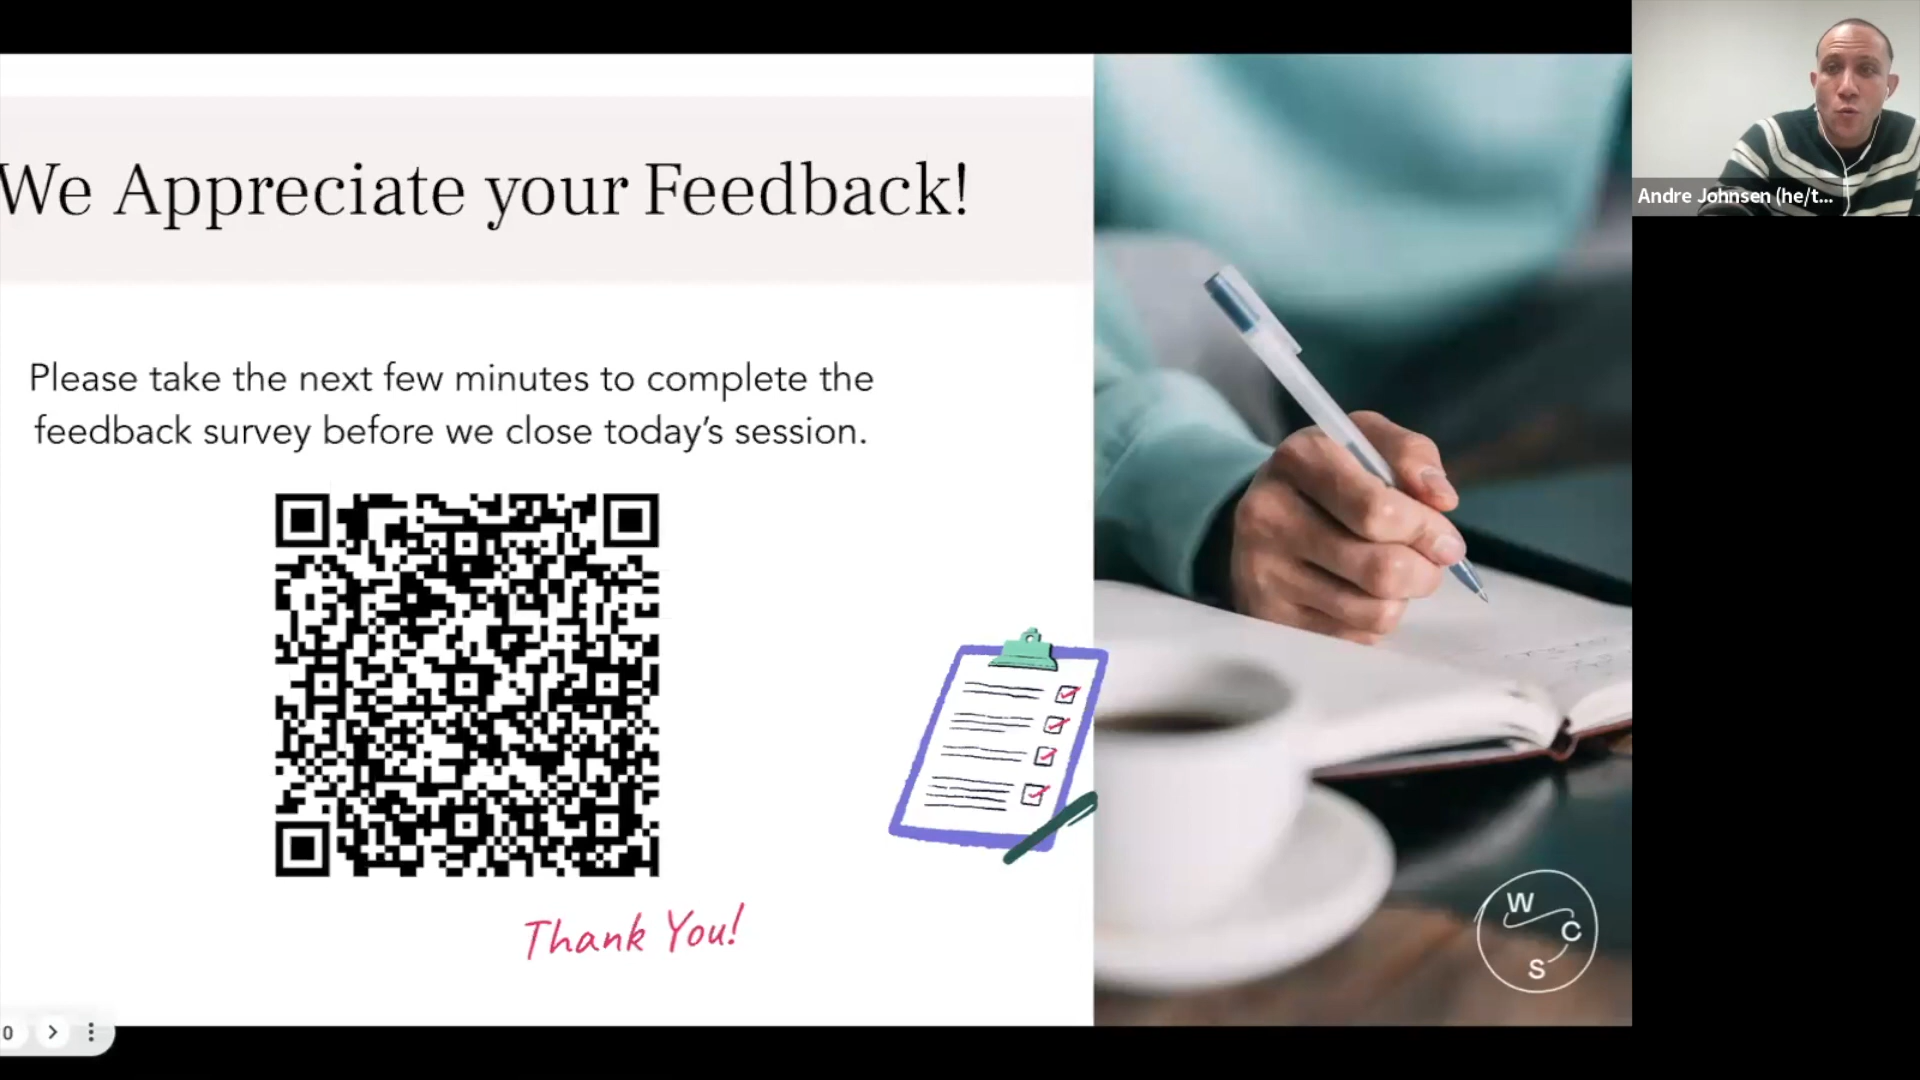 We Appreciate your Feedback!
Please take the next few minutes to complete the
feedback survey before we close today's session.
Thank You!
W
C
S
Andre Johnsen (he/t...
0